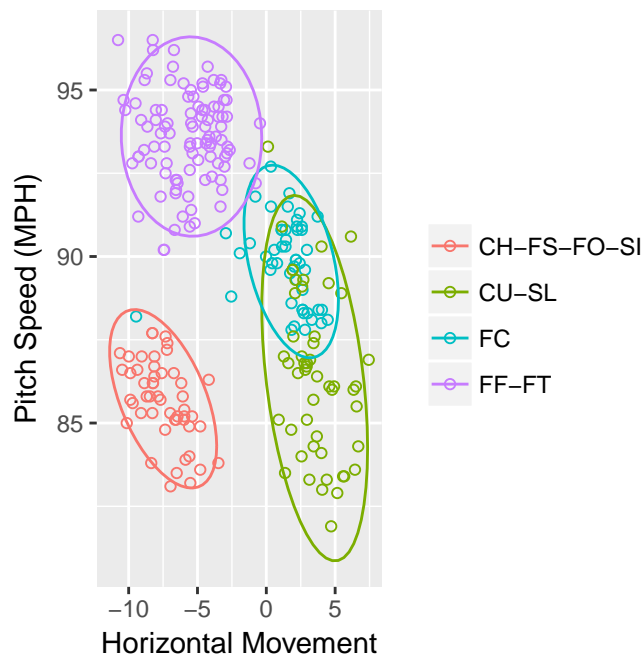 95
90
85
Pitch Speed (MPH)
−10
−5
0
5
Horizontal Movement
CH−FS−FO−SI
CU−SL
FC
FF−FT